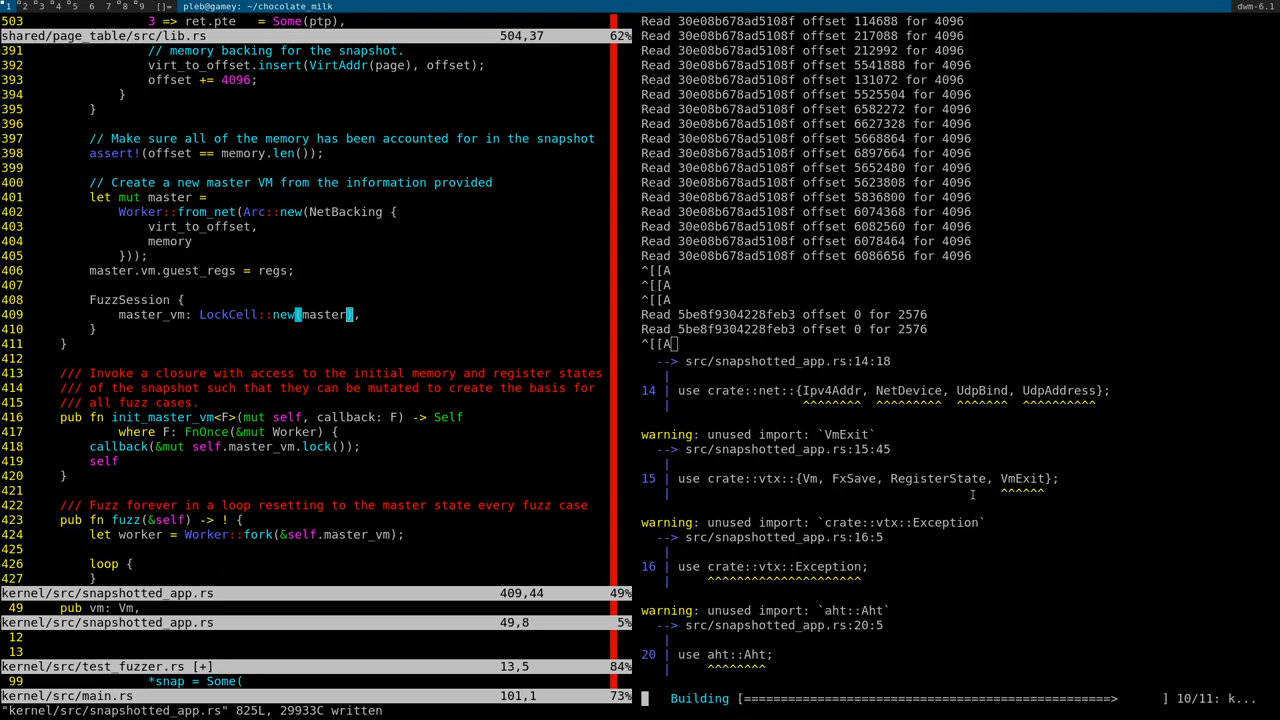 1 2 3 4 5 6 7 8 9 []= pleb@gamey: ~/chocolate_milk dwm-6.1
503 3 => ret.pte = Some(ptp),
shared/page_table/src/lib.rs 504,37 62%
391 // memory backing for the snapshot.
392 virt_to_offset.insert(VirtAddr(page), offset);
393 offset += 4096;
394 }
395 }
396
397 // Make sure all of the memory has been accounted for in the snapshot
398 assert!(offset == memory.len());
399
400 // Create a new master VM from the information provided
401 let mut master =
402 Worker::from_net(Arc::new(NetBacking {
403 virt_to_offset,
404 memory
405 }));
406 master.vm.guest_regs = regs;
407
408 FuzzSession {
409 master_vm: LockCell::new(master),
410 }
411 }
412
413 /// Invoke a closure with access to the initial memory and register states
414 /// of the snapshot such that they can be mutated to create the basis for
415 /// all fuzz cases.
416 pub fn init_master_vm<F>(mut self, callback: F) -> Self
417 where F: FnOnce(&mut Worker) {
418 callback(&mut self.master_vm.lock());
419 self
420 }
421
422 /// Fuzz forever in a loop resetting to the master state every fuzz case
423 pub fn fuzz(&self) -> ! {
424 let worker = Worker::fork(&self.master_vm);
425
426 loop {
427 }
kernel/src/snapshotted_app.rs 409,44 49%
49 pub vm: Vm,
kernel/src/snapshotted_app.rs 49,8 5%
12
13
kernel/src/test_fuzzer.rs [+] 13,5 84%
99 *snap = Some(
kernel/src/main.rs 101,1 73%
"kernel/src/snapshotted_app.rs" 825L, 29933C written
Read 30e08b678ad5108f offset 114688 for 4096
Read 30e08b678ad5108f offset 217088 for 4096
Read 30e08b678ad5108f offset 212992 for 4096
Read 30e08b678ad5108f offset 5541888 for 4096
Read 30e08b678ad5108f offset 131072 for 4096
Read 30e08b678ad5108f offset 5525504 for 4096
Read 30e08b678ad5108f offset 6582272 for 4096
Read 30e08b678ad5108f offset 6627328 for 4096
Read 30e08b678ad5108f offset 5668864 for 4096
Read 30e08b678ad5108f offset 6897664 for 4096
Read 30e08b678ad5108f offset 5652480 for 4096
Read 30e08b678ad5108f offset 5623808 for 4096
Read 30e08b678ad5108f offset 5836800 for 4096
Read 30e08b678ad5108f offset 6074368 for 4096
Read 30e08b678ad5108f offset 6082560 for 4096
Read 30e08b678ad5108f offset 6078464 for 4096
Read 30e08b678ad5108f offset 6086656 for 4096
^[[A
^[[A
^[[A
Read 5be8f9304228feb3 offset 0 for 2576
Read 5be8f9304228feb3 offset 0 for 2576
^[[A
--> src/snapshotted_app.rs:14:18
|
14 | use crate::net::{Ipv4Addr, NetDevice, UdpBind, UdpAddress};
| ^^^^^^^^ ^^^^^^^^^ ^^^^^^^ ^^^^^^^^^^
warning: unused import: `VmExit`
--> src/snapshotted_app.rs:15:45
|
15 | use crate::vtx::{Vm, FxSave, RegisterState, VmExit};
| ^^^^^^
warning: unused import: `crate::vtx::Exception`
--> src/snapshotted_app.rs:16:5
|
16 | use crate::vtx::Exception;
| ^^^^^^^^^^^^^^^^^^^^^
warning: unused import: `aht::Aht`
--> src/snapshotted_app.rs:20:5
|
20 | use aht::Aht;
| ^^^^^^^^
Building [==================================================> ] 10/11: k...